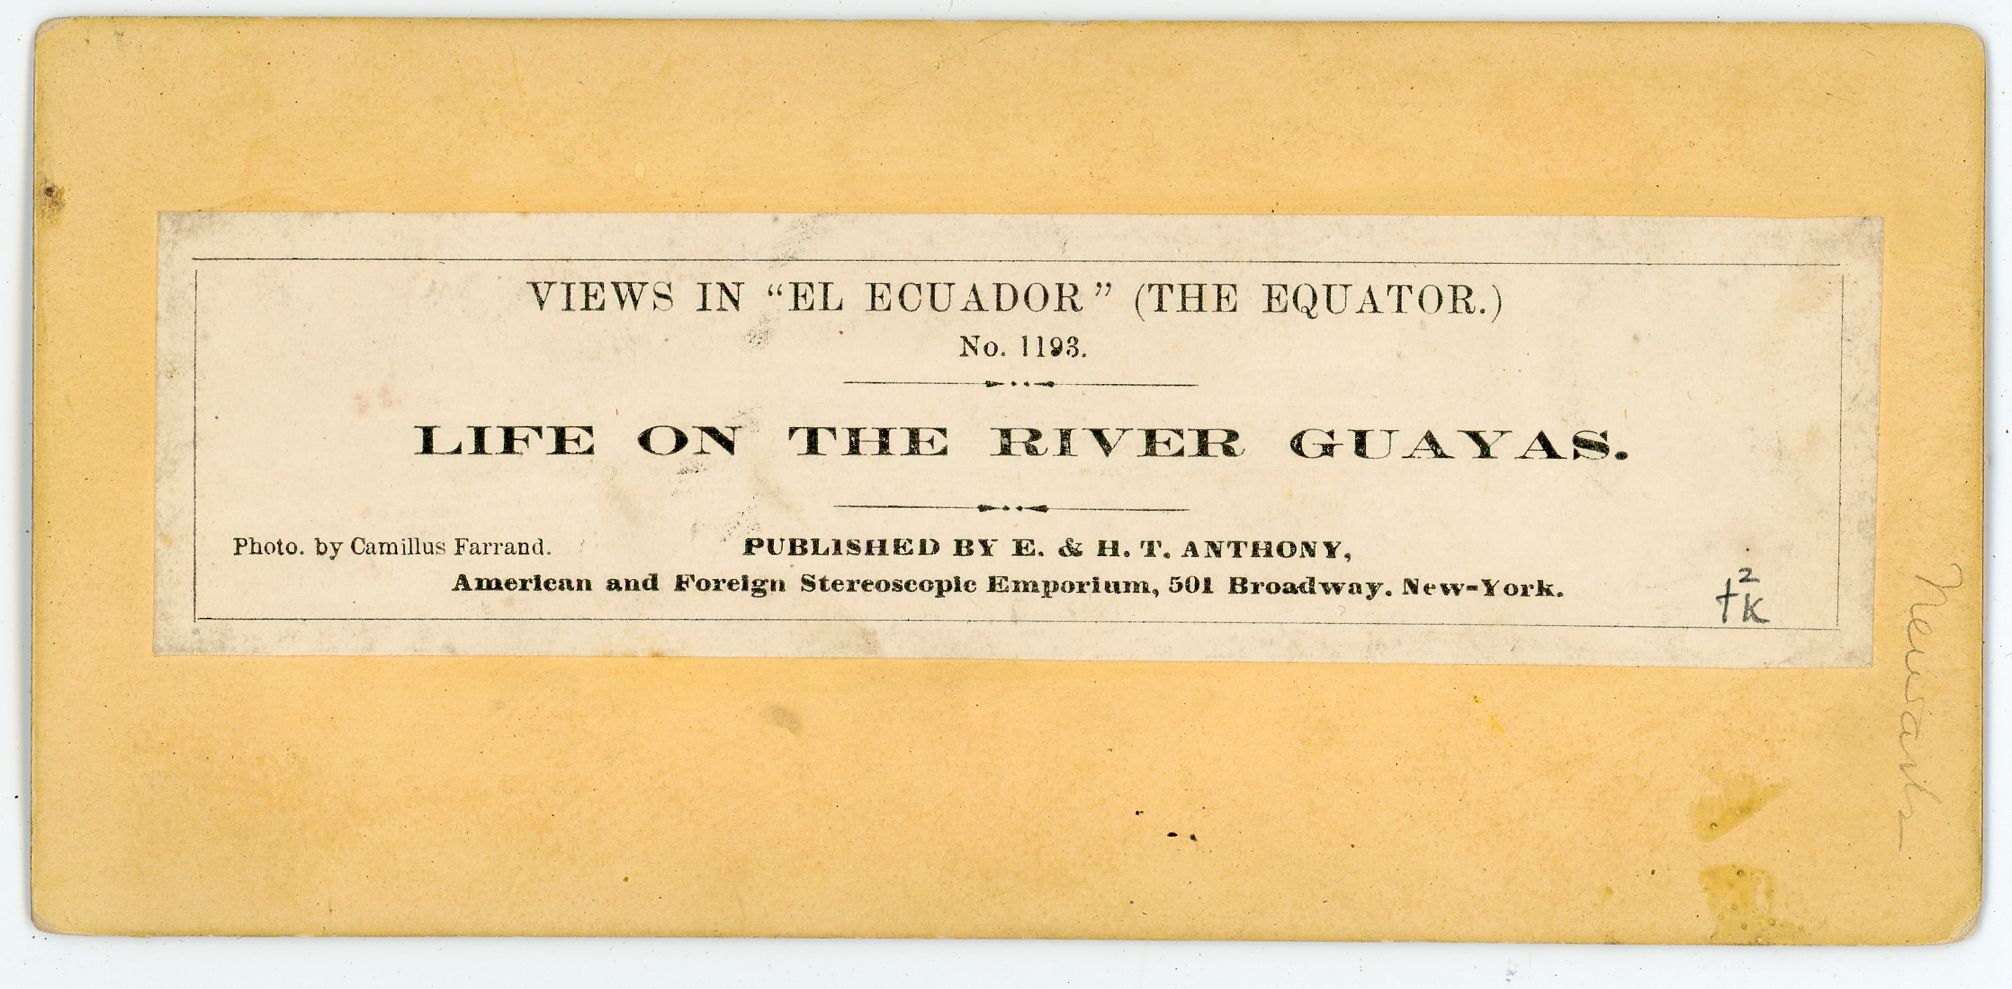 VIEWS IN “EL ECUADOR” (THE EQUATOR.)
No. 1193.
LIFE ON THE RIVER GUAYAS.
Photo. by Camillus Farrand.
PUBLISHED BY E. & H. T. ANTHONY,
American and Foreign Stereoscopic Emporium, 501 Broadway. New-York.